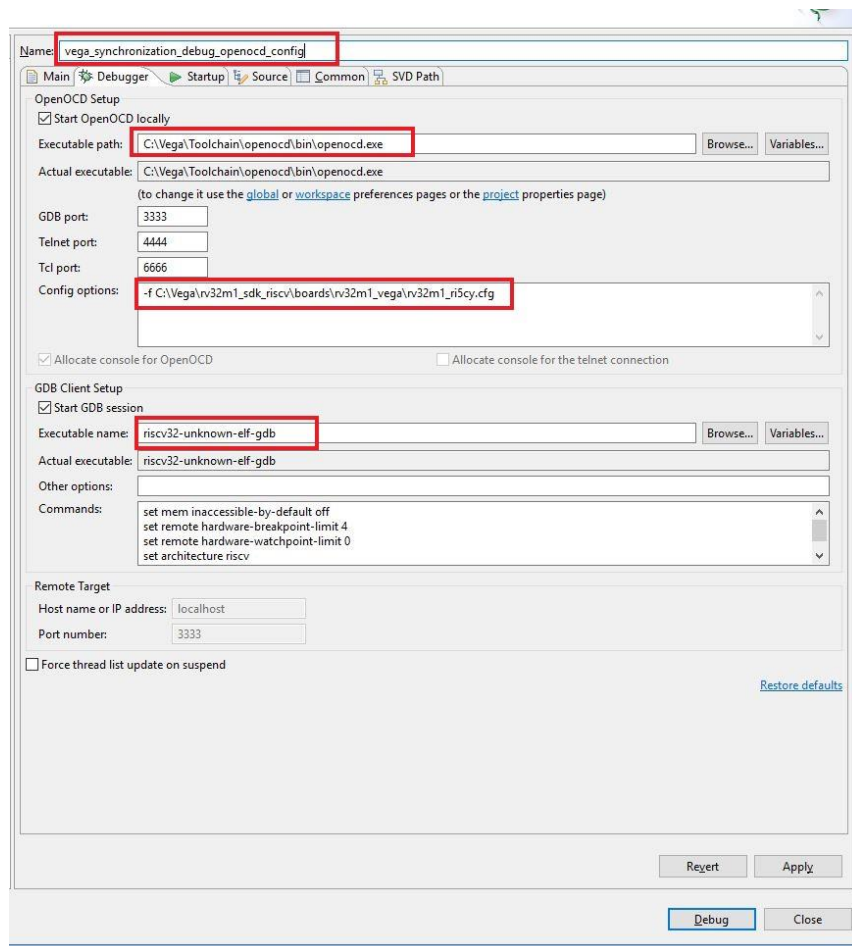 Name: vega_synchronization_debug_openocd_config
Main Debugger Startup Source Common SVD Path
OpenOCD Setup
Start OpenOCD locally
Executable path: C:\Vega\Toolchain\openocd\bin\openocd.exe Browse... Variables...
Actual executable: C:\Vega\Toolchain\openocd\bin\openocd.exe
(to change it use the global or workspace preferences pages or the project properties page)
GDB port: 3333
Telnet port: 4444
Tcl port: 6666
Config options: -f C:\Vega\rv32m1_sdk_riscv\boards\rv32m1_vega\rv32m1_ri5cy.cfg
Allocate console for OpenOCD Allocate console for the telnet connection
GDB Client Setup
Start GDB session
Executable name: riscv32-unknown-elf-gdb Browse... Variables...
Actual executable: riscv32-unknown-elf-gdb
Other options:
Commands: set mem inaccessible-by-default off
set remote hardware-breakpoint-limit 4
set remote hardware-watchpoint-limit 0
set architecture riscv
Remote Target
Host name or IP address: localhost
Port number: 3333
Force thread list update on suspend
Restore defaults
Revert Apply
Debug Close